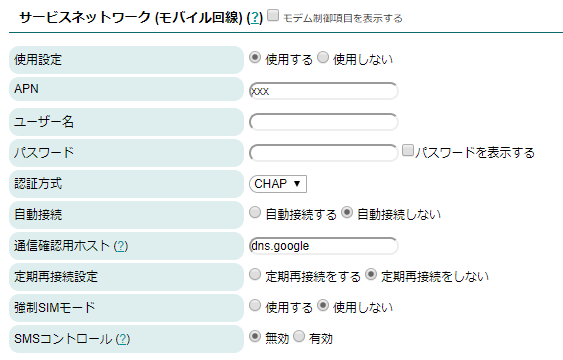 サービスネットワーク (モバイル回線) (?) モデム制御項目を表示する
使用設定 使用する 使用しない
APN xxx
ユーザー名
パスワード パスワードを表示する
認証方式 CHAP ▼
自動接続 自動接続する 自動接続しない
通信確認用ホスト (?) dns.google
定期再接続設定 定期再接続をする 定期再接続をしない
強制SIMモード 使用する 使用しない
SMSコントロール (?) 無効 有効